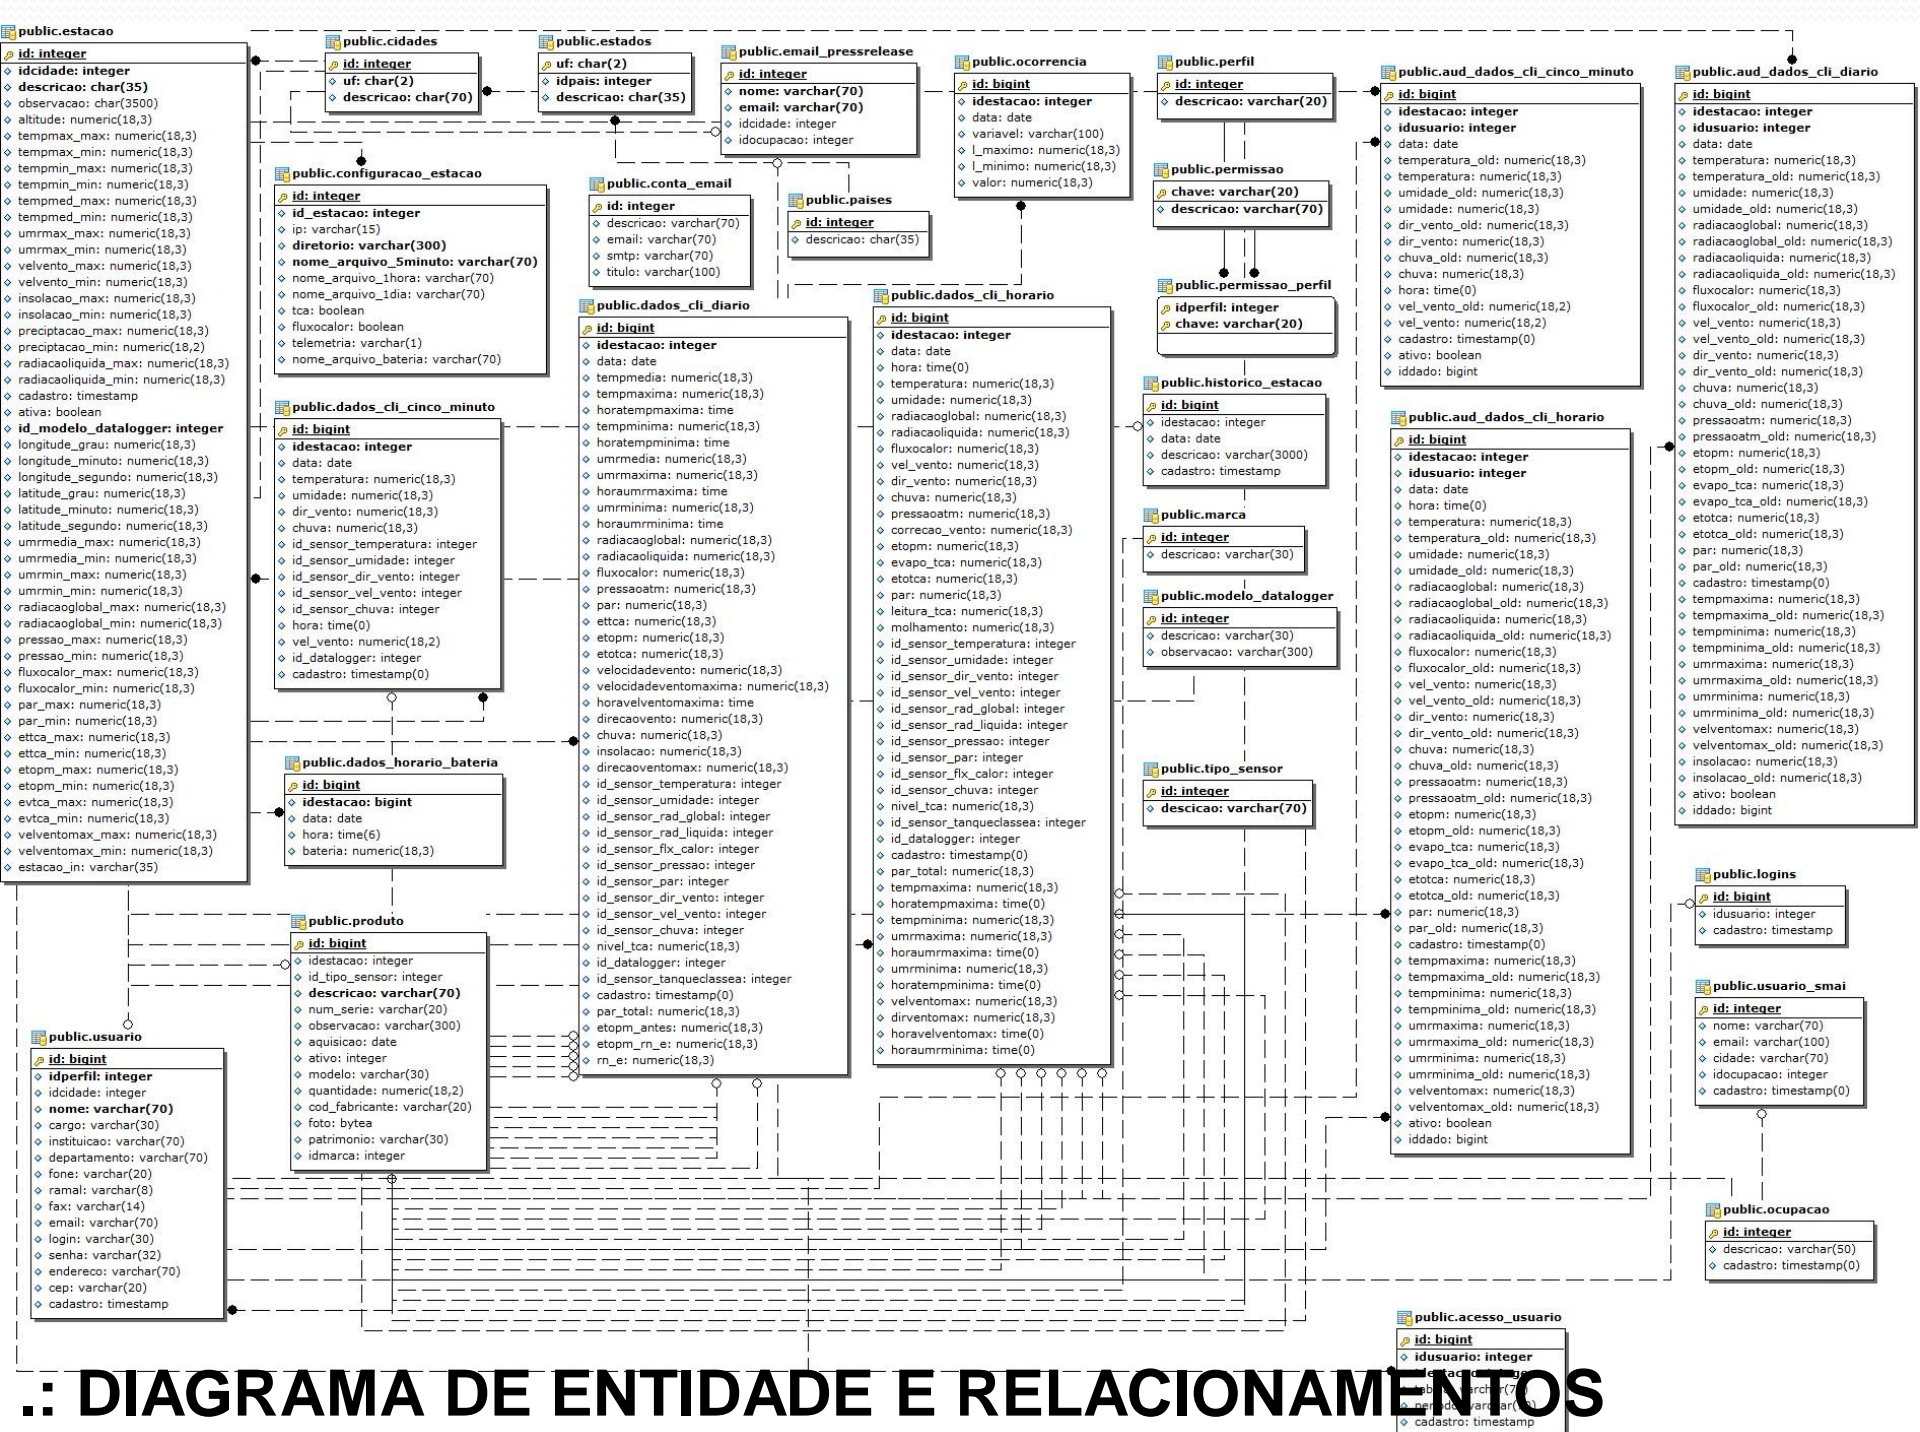 public.estacao
id: integer
idcidade: integer
descricao: char(35)
observacao: char(3500)
altitude: numeric(18,3)
tempmax_max: numeric(18,3)
tempmax_min: numeric(18,3)
tempmin_max: numeric(18,3)
tempmin_min: numeric(18,3)
tempmed_max: numeric(18,3)
tempmed_min: numeric(18,3)
umrmax_max: numeric(18,3)
umrmax_min: numeric(18,3)
velvento_max: numeric(18,3)
velvento_min: numeric(18,3)
insolacao_max: numeric(18,3)
insolacao_min: numeric(18,3)
preciptacao_max: numeric(18,3)
preciptacao_min: numeric(18,2)
radiacaoliquida_max: numeric(18,3)
radiacaoliquida_min: numeric(18,3)
cadastro: timestamp
ativa: boolean
id_modelo_datalogger: integer
longitude_grau: numeric(18,3)
longitude_minuto: numeric(18,3)
longitude_segundo: numeric(18,3)
latitude_grau: numeric(18,3)
latitude_minuto: numeric(18,3)
latitude_segundo: numeric(18,3)
umrmedia_max: numeric(18,3)
umrmedia_min: numeric(18,3)
umrmin_max: numeric(18,3)
umrmin_min: numeric(18,3)
radiacaoglobal_max: numeric(18,3)
radiacaoglobal_min: numeric(18,3)
pressao_max: numeric(18,3)
pressao_min: numeric(18,3)
fluxocalor_max: numeric(18,3)
fluxocalor_min: numeric(18,3)
par_max: numeric(18,3)
par_min: numeric(18,3)
ettca_max: numeric(18,3)
ettca_min: numeric(18,3)
etopm_max: numeric(18,3)
etopm_min: numeric(18,3)
evtca_max: numeric(18,3)
evtca_min: numeric(18,3)
velventomax_max: numeric(18,3)
velventomax_min: numeric(18,3)
estacao_in: varchar(35)
public.cidades
id: integer
uf: char(2)
descricao: char(70)
public.estados
uf: char(2)
idpais: integer
descricao: char(35)
public.email_pressrelease
id: integer
nome: varchar(70)
email: varchar(70)
idcidade: integer
idocupacao: integer
public.ocorrencia
id: bigint
idestacao: integer
data: date
variavel: varchar(100)
l_maximo: numeric(18,3)
l_minimo: numeric(18,3)
valor: numeric(18,3)
public.perfil
id: integer
descricao: varchar(20)
public.permissao
chave: varchar(20)
descricao: varchar(70)
public.permissao_perfil
idperfil: integer
chave: varchar(20)
public.configuracao_estacao
id: integer
id_estacao: integer
ip: varchar(15)
diretorio: varchar(300)
nome_arquivo_5minuto: varchar(70)
nome_arquivo_1hora: varchar(70)
nome_arquivo_1dia: varchar(70)
tca: boolean
fluxocalor: boolean
telemetria: varchar(1)
nome_arquivo_bateria: varchar(70)
public.conta_email
id: integer
descricao: varchar(70)
email: varchar(70)
smtp: varchar(70)
titulo: varchar(100)
public.paises
id: integer
descricao: char(35)
public.dados_cli_cinco_minuto
id: bigint
idestacao: integer
data: date
temperatura: numeric(18,3)
umidade: numeric(18,3)
dir_vento: numeric(18,3)
chuva: numeric(18,3)
id_sensor_temperatura: integer
id_sensor_umidade: integer
id_sensor_dir_vento: integer
id_sensor_vel_vento: integer
id_sensor_chuva: integer
hora: time(0)
vel_vento: numeric(18,2)
id_datalogger: integer
cadastro: timestamp(0)
public.dados_horario_bateria
id: bigint
idestacao: bigint
data: date
hora: time(6)
bateria: numeric(18,3)
public.produto
id: bigint
idestacao: integer
id_tipo_sensor: integer
descricao: varchar(70)
num_serie: varchar(20)
observacao: varchar(300)
aquisicao: date
ativo: integer
modelo: varchar(30)
quantidade: numeric(18,2)
cod_fabricante: varchar(20)
foto: bytea
patrimonio: varchar(30)
idmarca: integer
public.usuario
id: bigint
idperfil: integer
idcidade: integer
nome: varchar(70)
cargo: varchar(30)
instituicao: varchar(70)
departamento: varchar(70)
fone: varchar(20)
ramal: varchar(8)
fax: varchar(14)
email: varchar(70)
login: varchar(30)
senha: varchar(32)
endereco: varchar(70)
cep: varchar(20)
cadastro: timestamp
public.dados_cli_diario
id: bigint
idestacao: integer
data: date
tempmedia: numeric(18,3)
tempmaxima: numeric(18,3)
horatempmaxima: time
tempminima: numeric(18,3)
horatempminima: time
umrmedia: numeric(18,3)
umrmaxima: numeric(18,3)
horaumrmaxima: time
umrminima: numeric(18,3)
horaumrminima: time
radiacaoglobal: numeric(18,3)
radiacaoliquida: numeric(18,3)
fluxocalor: numeric(18,3)
pressaoatm: numeric(18,3)
par: numeric(18,3)
ettca: numeric(18,3)
etopm: numeric(18,3)
etotca: numeric(18,3)
velocidadevento: numeric(18,3)
velocidadeventomaxima: numeric(18,3)
horavelventomaxima: time
direcaovento: numeric(18,3)
chuva: numeric(18,3)
insolacao: numeric(18,3)
direcaoventomax: numeric(18,3)
id_sensor_temperatura: integer
id_sensor_umidade: integer
id_sensor_rad_global: integer
id_sensor_rad_liquida: integer
id_sensor_flx_calor: integer
id_sensor_pressao: integer
id_sensor_par: integer
id_sensor_dir_vento: integer
id_sensor_vel_vento: integer
id_sensor_chuva: integer
nivel_tca: numeric(18,3)
id_datalogger: integer
id_sensor_tanqueclassea: integer
cadastro: timestamp(0)
par_total: numeric(18,3)
etopm_antes: numeric(18,3)
etopm_rn_e: numeric(18,3)
rn_e: numeric(18,3)
public.dados_cli_horario
id: bigint
idestacao: integer
data: date
hora: time(0)
temperatura: numeric(18,3)
umidade: numeric(18,3)
radiacaoglobal: numeric(18,3)
radiacaoliquida: numeric(18,3)
fluxocalor: numeric(18,3)
vel_vento: numeric(18,3)
dir_vento: numeric(18,3)
chuva: numeric(18,3)
pressaoatm: numeric(18,3)
correcao_vento: numeric(18,3)
etopm: numeric(18,3)
evapo_tca: numeric(18,3)
etotca: numeric(18,3)
par: numeric(18,3)
leitura_tca: numeric(18,3)
molhamento: numeric(18,3)
id_sensor_temperatura: integer
id_sensor_umidade: integer
id_sensor_dir_vento: integer
id_sensor_vel_vento: integer
id_sensor_rad_global: integer
id_sensor_rad_liquida: integer
id_sensor_pressao: integer
id_sensor_par: integer
id_sensor_flx_calor: integer
id_sensor_chuva: integer
nivel_tca: numeric(18,3)
id_sensor_tanqueclassea: integer
id_datalogger: integer
cadastro: timestamp(0)
par_total: numeric(18,3)
tempmaxima: numeric(18,3)
horatempmaxima: time(0)
tempminima: numeric(18,3)
umrmaxima: numeric(18,3)
horaumrmaxima: time(0)
umrminima: numeric(18,3)
horatempminima: time(0)
velventomax: numeric(18,3)
dirventomax: numeric(18,3)
horavelventomax: time(0)
horaumrminima: time(0)
public.historico_estacao
id: bigint
idestacao: integer
data: date
descricao: varchar(3000)
cadastro: timestamp
public.marca
id: integer
descricao: varchar(30)
public.modelo_datalogger
id: integer
descricao: varchar(30)
observacao: varchar(300)
public.tipo_sensor
id: integer
descicao: varchar(70)
public.aud_dados_cli_cinco_minuto
id: bigint
idestacao: integer
idusuario: integer
data: date
temperatura_old: numeric(18,3)
temperatura: numeric(18,3)
umidade_old: numeric(18,3)
umidade: numeric(18,3)
dir_vento_old: numeric(18,3)
dir_vento: numeric(18,3)
chuva_old: numeric(18,3)
chuva: numeric(18,3)
hora: time(0)
vel_vento_old: numeric(18,2)
vel_vento: numeric(18,2)
cadastro: timestamp(0)
ativo: boolean
iddado: bigint
public.aud_dados_cli_horario
id: bigint
idestacao: integer
idusuario: integer
data: date
hora: time(0)
temperatura: numeric(18,3)
temperatura_old: numeric(18,3)
umidade: numeric(18,3)
umidade_old: numeric(18,3)
radiacaoglobal: numeric(18,3)
radiacaoglobal_old: numeric(18,3)
radiacaoliquida: numeric(18,3)
radiacaoliquida_old: numeric(18,3)
fluxocalor: numeric(18,3)
fluxocalor_old: numeric(18,3)
vel_vento: numeric(18,3)
vel_vento_old: numeric(18,3)
dir_vento: numeric(18,3)
dir_vento_old: numeric(18,3)
chuva: numeric(18,3)
chuva_old: numeric(18,3)
pressaoatm: numeric(18,3)
pressaoatm_old: numeric(18,3)
etopm: numeric(18,3)
etopm_old: numeric(18,3)
evapo_tca: numeric(18,3)
evapo_tca_old: numeric(18,3)
etotca: numeric(18,3)
etotca_old: numeric(18,3)
par: numeric(18,3)
par_old: numeric(18,3)
cadastro: timestamp(0)
tempmaxima: numeric(18,3)
tempmaxima_old: numeric(18,3)
tempminima: numeric(18,3)
tempminima_old: numeric(18,3)
umrmaxima: numeric(18,3)
umrmaxima_old: numeric(18,3)
umrminima: numeric(18,3)
umrminima_old: numeric(18,3)
velventomax: numeric(18,3)
velventomax_old: numeric(18,3)
ativo: boolean
iddado: bigint
public.aud_dados_cli_diario
id: bigint
idestacao: integer
idusuario: integer
data: date
temperatura: numeric(18,3)
temperatura_old: numeric(18,3)
umidade: numeric(18,3)
umidade_old: numeric(18,3)
radiacaoglobal: numeric(18,3)
radiacaoglobal_old: numeric(18,3)
radiacaoliquida: numeric(18,3)
radiacaoliquida_old: numeric(18,3)
fluxocalor: numeric(18,3)
fluxocalor_old: numeric(18,3)
vel_vento: numeric(18,3)
vel_vento_old: numeric(18,3)
dir_vento: numeric(18,3)
dir_vento_old: numeric(18,3)
chuva: numeric(18,3)
chuva_old: numeric(18,3)
pressaoatm: numeric(18,3)
pressaoatm_old: numeric(18,3)
etopm: numeric(18,3)
etopm_old: numeric(18,3)
evapo_tca: numeric(18,3)
evapo_tca_old: numeric(18,3)
etotca: numeric(18,3)
etotca_old: numeric(18,3)
par: numeric(18,3)
par_old: numeric(18,3)
cadastro: timestamp(0)
tempmaxima: numeric(18,3)
tempmaxima_old: numeric(18,3)
tempminima: numeric(18,3)
tempminima_old: numeric(18,3)
umrmaxima: numeric(18,3)
umrmaxima_old: numeric(18,3)
umrminima: numeric(18,3)
umrminima_old: numeric(18,3)
velventomax: numeric(18,3)
velventomax_old: numeric(18,3)
insolacao: numeric(18,3)
insolacao_old: numeric(18,3)
ativo: boolean
iddado: bigint
public.logins
id: bigint
idusuario: integer
cadastro: timestamp
public.usuario_smai
id: integer
nome: varchar(70)
email: varchar(100)
cidade: varchar(70)
idocupacao: integer
cadastro: timestamp(0)
public.ocupacao
id: integer
descricao: varchar(50)
cadastro: timestamp(0)
public.acesso_usuario
id: bigint
idusuario: integer
cadastro: timestamp
.: DIAGRAMA DE ENTIDADE E RELACIONAMENTOS